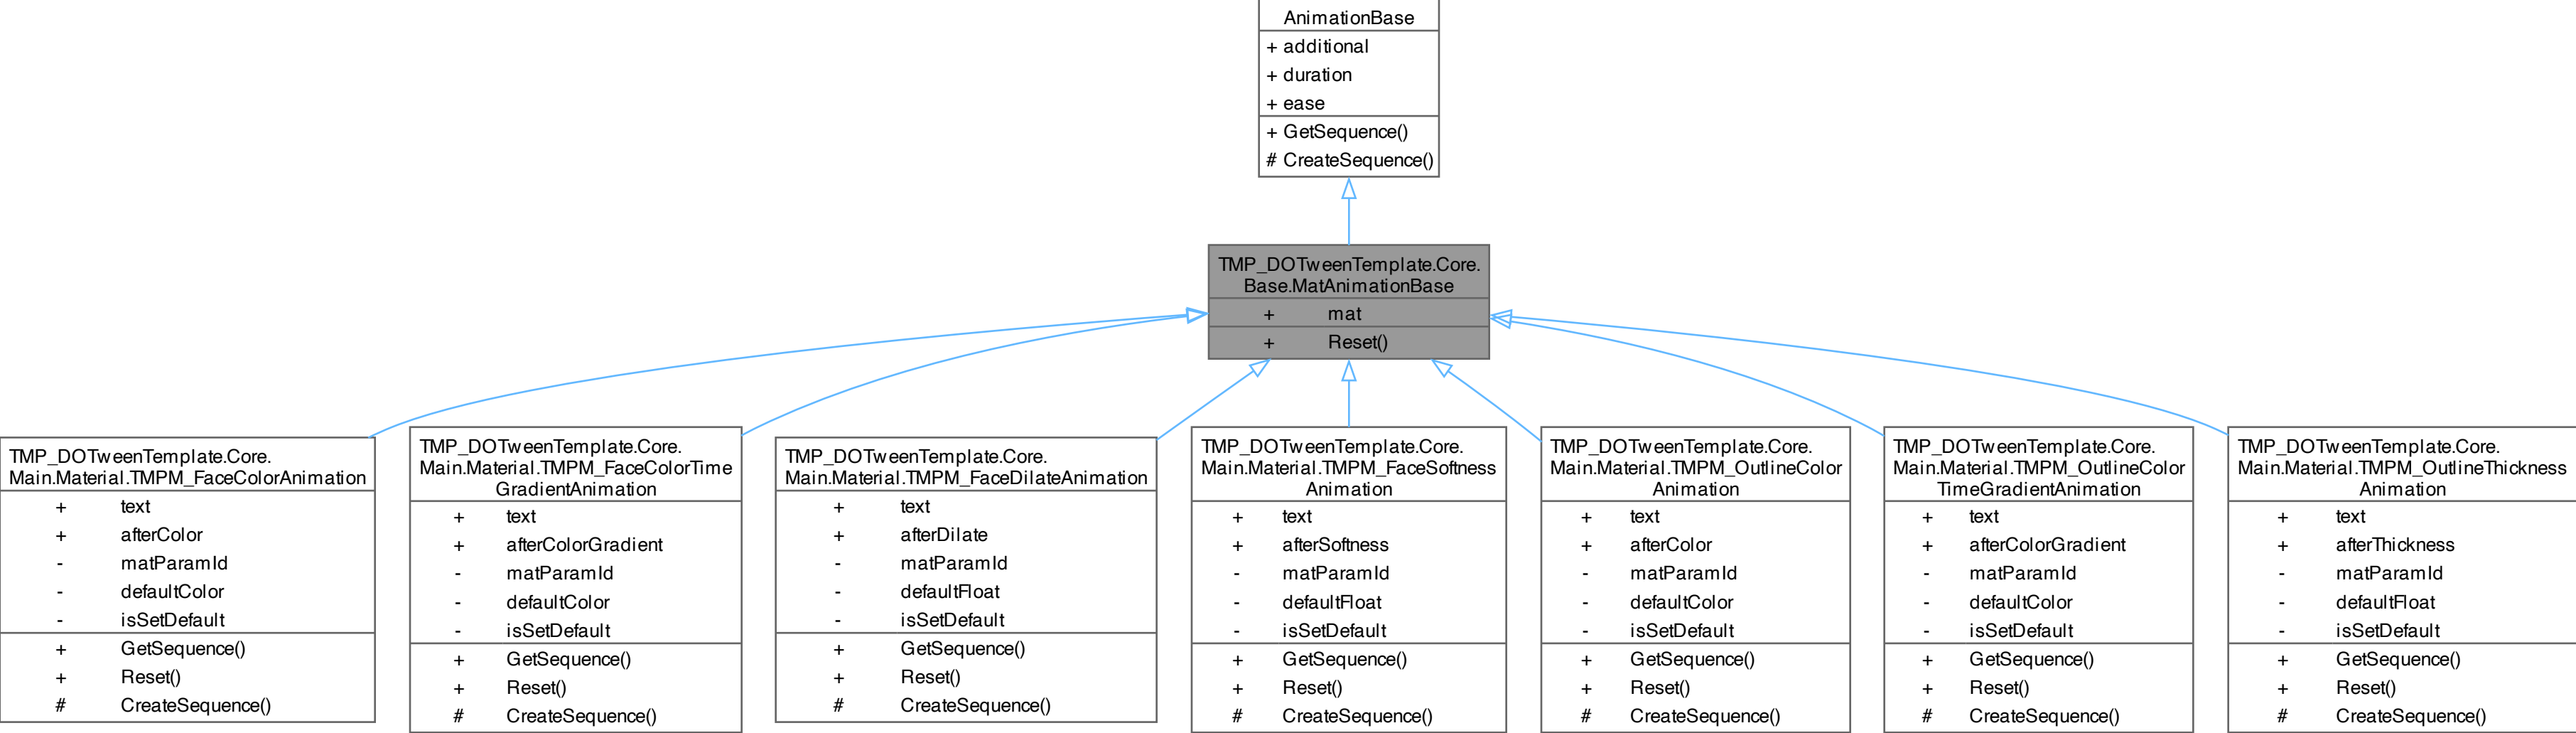 AnimationBase
+ additional
+ duration
+ ease
+ GetSequence()
# CreateSequence()
TMP_DOTweenTemplate.Core.
Base.MatAnimationBase
+ mat
+ Reset()
TMP_DOTweenTemplate.Core.
Main.Material.TMPM_FaceColorAnimation
+ text
+ afterColor
- matParamId
- defaultColor
- isSetDefault
+ GetSequence()
+ Reset()
# CreateSequence()
TMP_DOTweenTemplate.Core.
Main.Material.TMPM_FaceColorTime
GradientAnimation
+ text
+ afterColorGradient
- matParamId
- defaultColor
- isSetDefault
+ GetSequence()
+ Reset()
# CreateSequence()
TMP_DOTweenTemplate.Core.
Main.Material.TMPM_FaceDilateAnimation
+ text
+ afterDilate
- matParamId
- defaultFloat
- isSetDefault
+ GetSequence()
+ Reset()
# CreateSequence()
TMP_DOTweenTemplate.Core.
Main.Material.TMPM_FaceSoftness
Animation
+ text
+ afterSoftness
- matParamId
- defaultFloat
- isSetDefault
+ GetSequence()
+ Reset()
# CreateSequence()
TMP_DOTweenTemplate.Core.
Main.Material.TMPM_OutlineColor
Animation
+ text
+ afterColor
- matParamId
- defaultColor
- isSetDefault
+ GetSequence()
+ Reset()
# CreateSequence()
TMP_DOTweenTemplate.Core.
Main.Material.TMPM_OutlineColor
TimeGradientAnimation
+ text
+ afterColorGradient
- matParamId
- defaultColor
- isSetDefault
+ GetSequence()
+ Reset()
# CreateSequence()
TMP_DOTweenTemplate.Core.
Main.Material.TMPM_OutlineThickness
Animation
+ text
+ afterThickness
- matParamId
- defaultFloat
- isSetDefault
+ GetSequence()
+ Reset()
# CreateSequence()